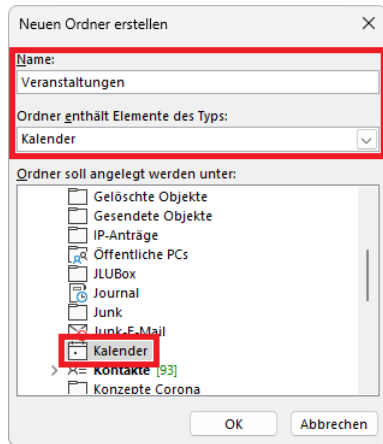 Neuen Ordner erstellen
Name:
Veranstaltungen
Ordner enthält Elemente des Typs:
Kalender
Ordner soll angelegt werden unter:
Gelöschte Objekte
Gesendete Objekte
IP-Anträge
Öffentliche PCs
JLUBox
Journal
Junk
Junk-E-Mail
Kalender
Kontakte [93]
Konzepte Corona
OK Abbrechen